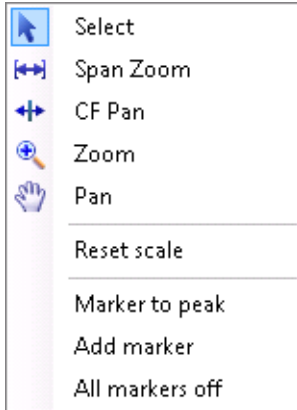 Select
Span Zoom
CF Pan
Zoom
Pan
Reset scale
Marker to peak
Add marker
All markers off